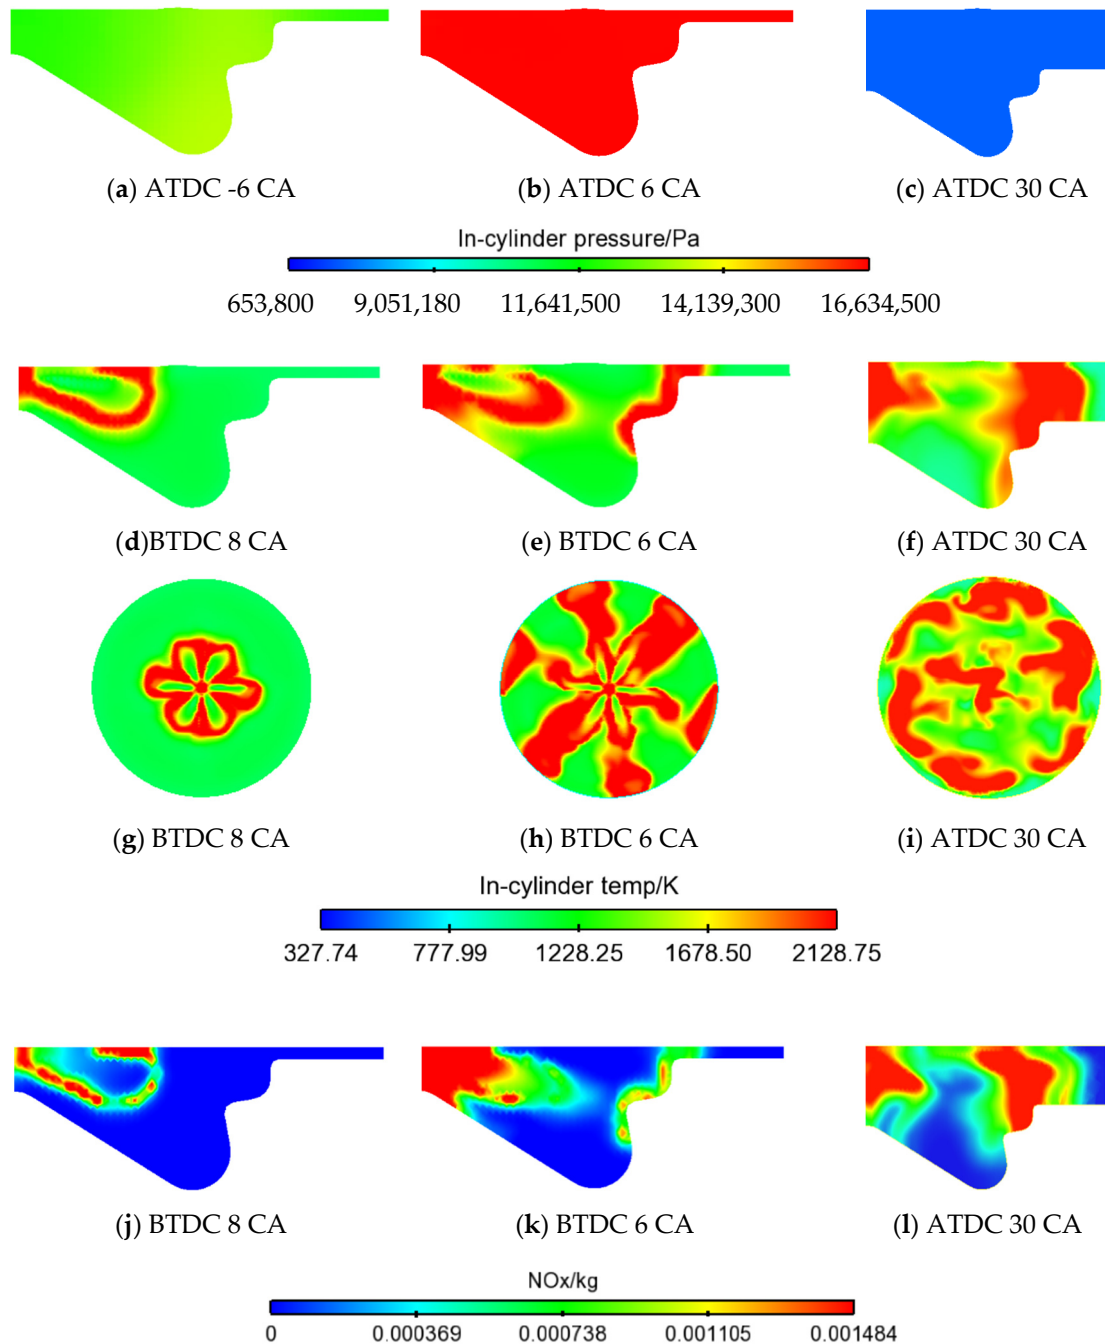 (a) ATDC -6 CA (b) ATDC 6 CA (c) ATDC 30 CA
In-cylinder pressure/Pa
653,800 9,051,180 11,641,500 14,139,300 16,634,500
(d)BTDC 8 CA (e) BTDC 6 CA (f) ATDC 30 CA
(g) BTDC 8 CA (h) BTDC 6 CA (i) ATDC 30 CA
In-cylinder temp/K
327.74 777.99 1228.25 1678.50 2128.75
(j) BTDC 8 CA (k) BTDC 6 CA (l) ATDC 30 CA
NOx/kg
0 0.000369 0.000738 0.001105 0.001484